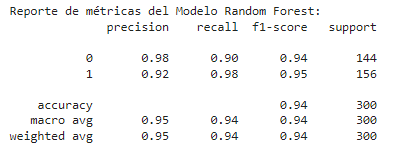 Reporte de métricas del Modelo Random Forest:
precision recall f1-score support
0 0.98 0.90 0.94 144
1 0.92 0.98 0.95 156
accuracy 0.94 300
macro avg 0.95 0.94 0.94 300
weighted avg 0.95 0.94 0.94 300